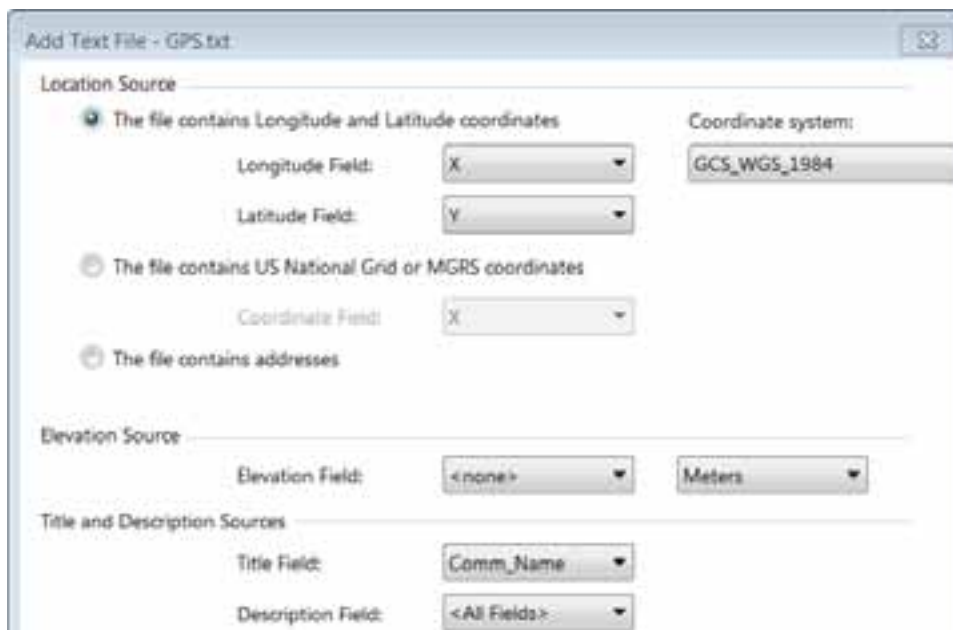 Add Text File - GPS.txt
Location Source
The file contains Longitude and Latitude coordinates
Coordinate system:
Longitude Field: X
GCS_WGS_1984
Latitude Field: Y
The file contains US National Grid or MGRS coordinates
Coordinate Field: X
The file contains addresses
Elevation Source
Elevation Field: <none> Meters
Title and Description Sources
Title Field: Comm_Name
Description Field: <All Fields>